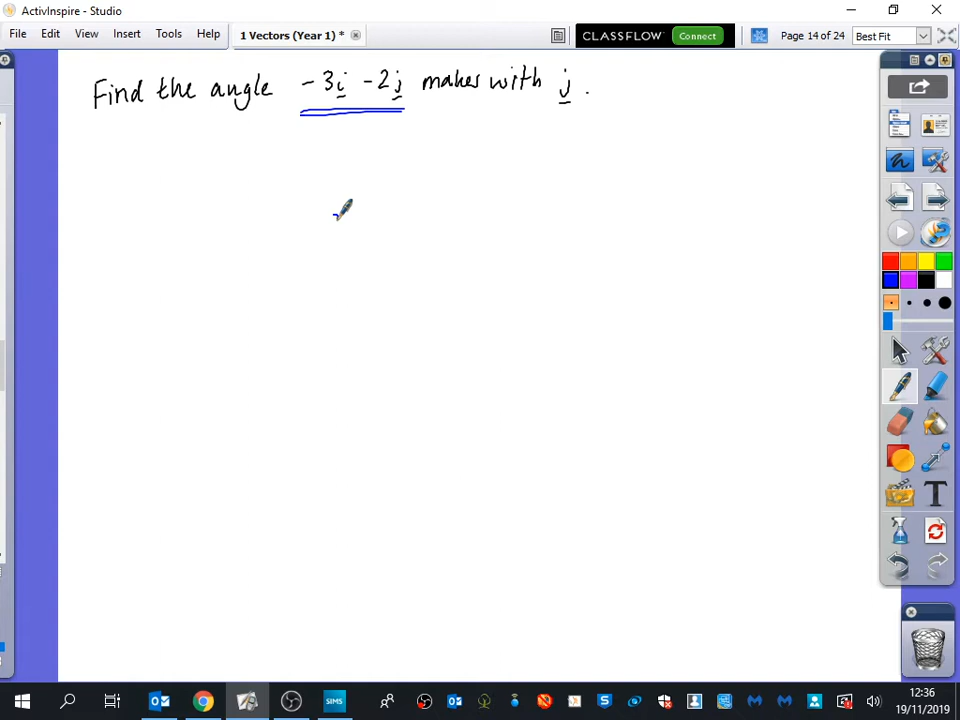 ActivInspire - Studio
File Edit View Insert Tools Help
1 Vectors (Year 1) *
CLASSFLOW Connect
Page 14 of 24
Best Fit
Find the angle -3i -2j makes with j.
T
SIMS
12:36
19/11/2019